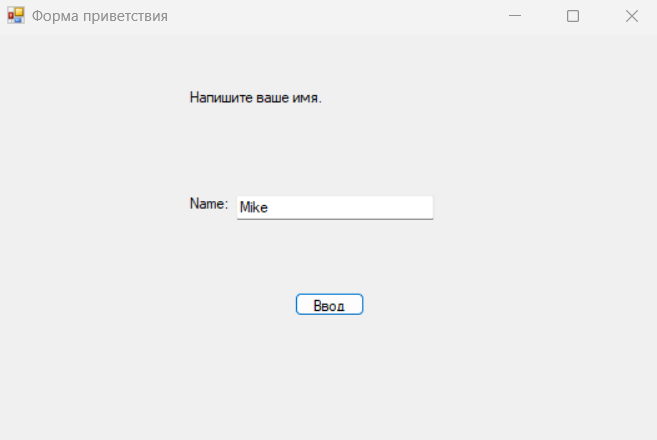 Форма приветствия
Напишите ваше имя.
Name: Mike
Ввод